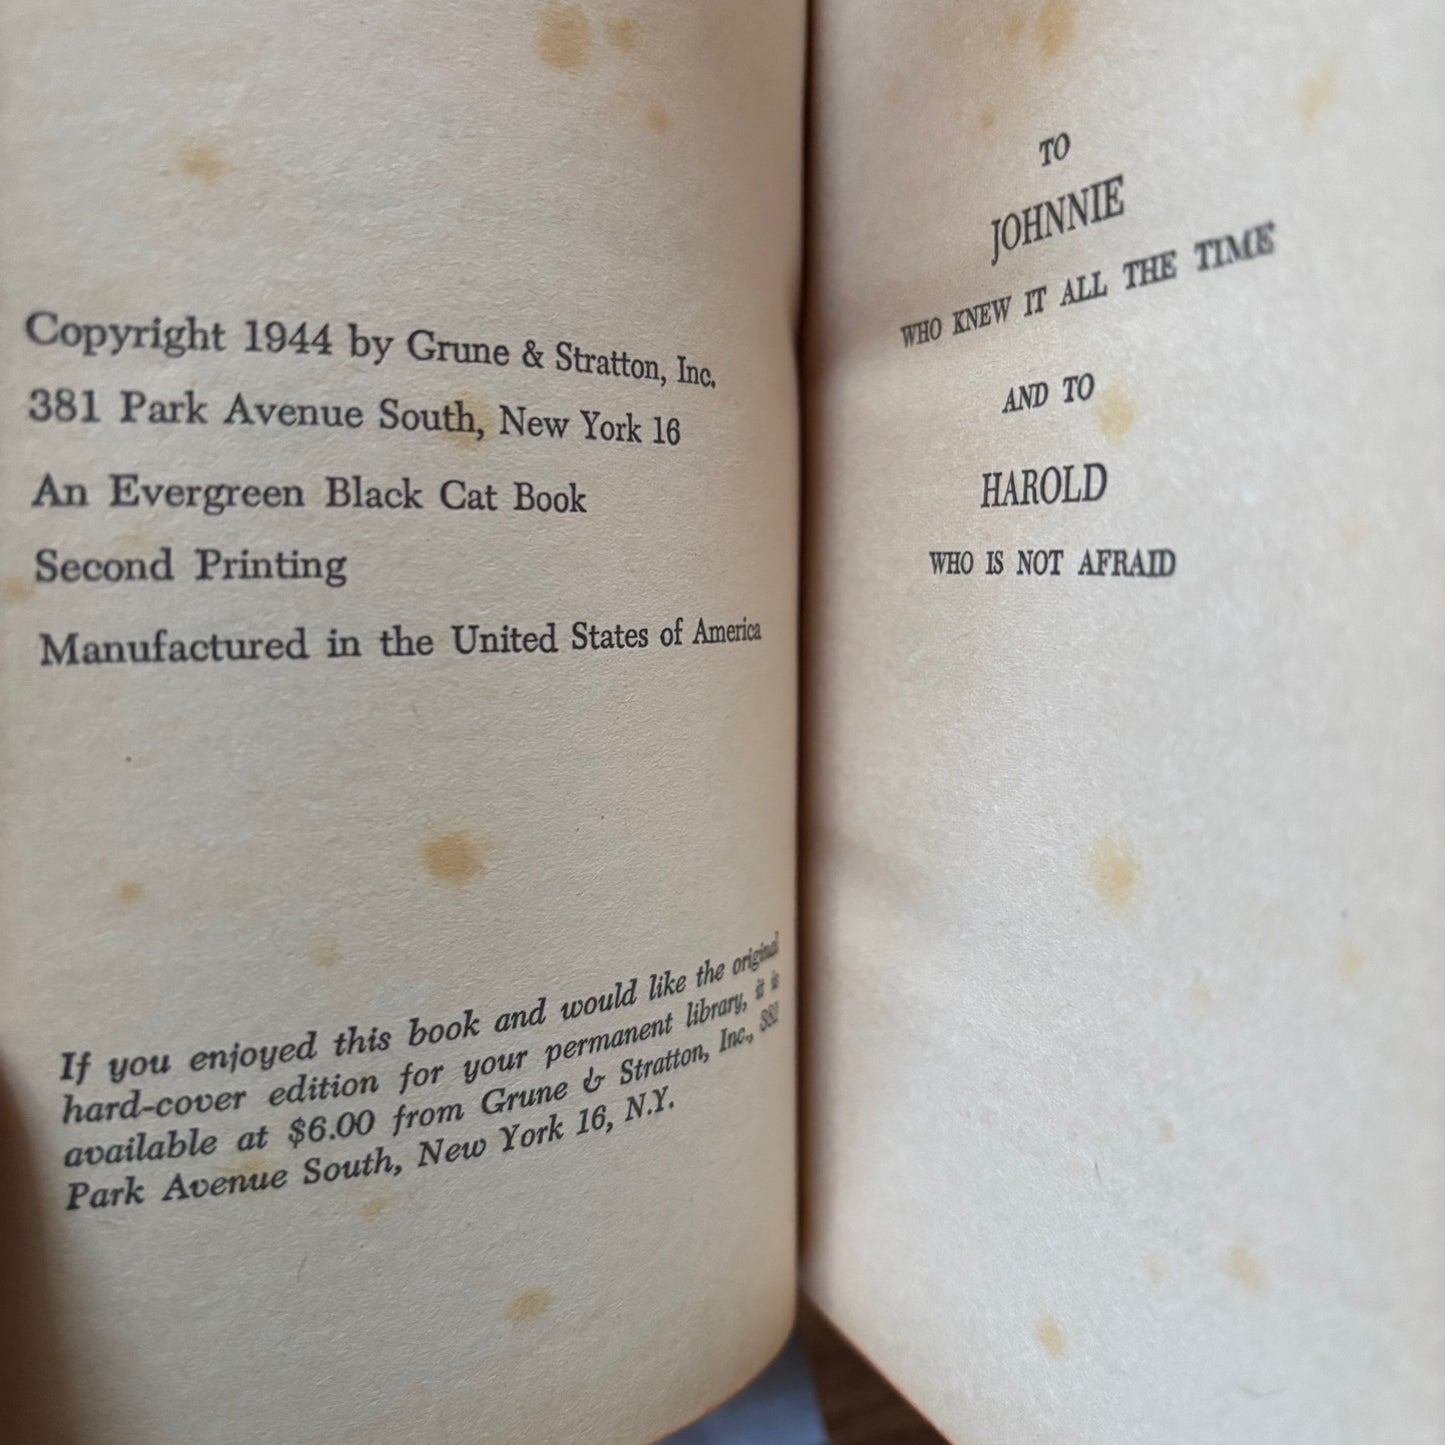 Copyright 1944 by Grune & Stratton, Inc.
381 Park Avenue South, New York 16
An Evergreen Black Cat Book
Second Printing
Manufactured in the United States of America
If you enjoyed this book and would like the original
hard-cover edition for your permanent library, it is
available at $6.00 from Grune & Stratton, Inc., 381
Park Avenue South, New York 16, N.Y.
TO
JOHNNIE
WHO KNEW IT ALL THE TIME
AND TO
HAROLD
WHO IS NOT AFRAID